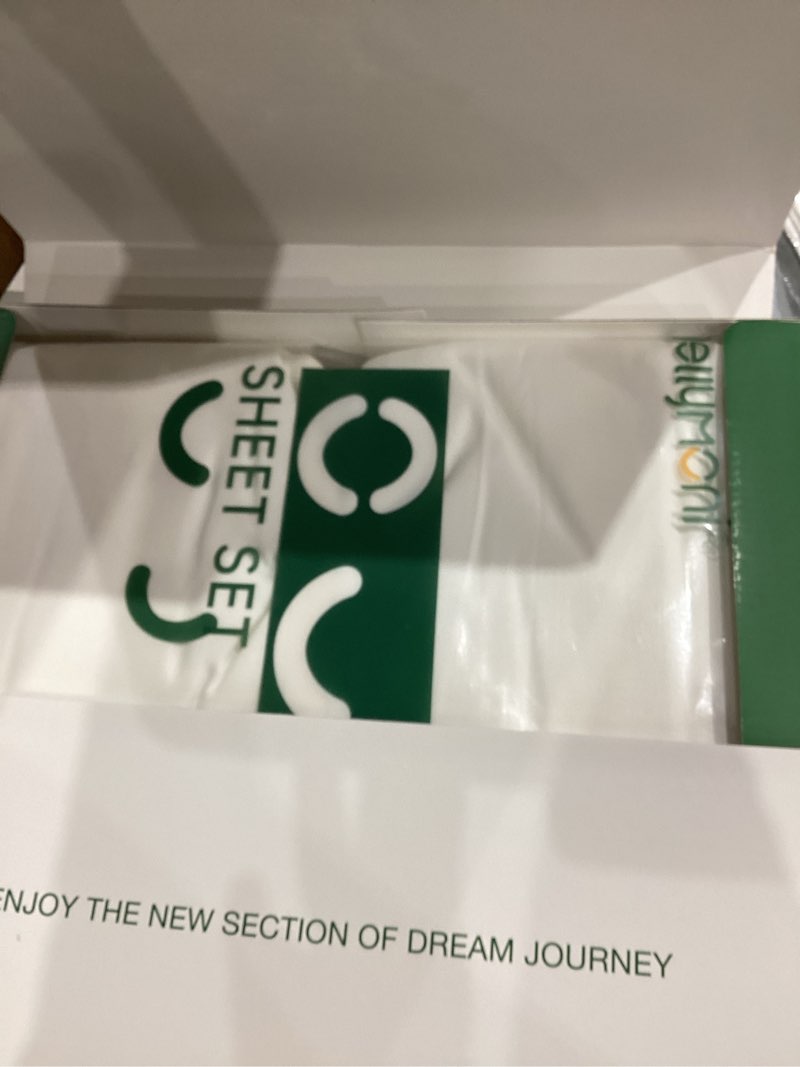 SHEET SET
ENJOY THE NEW SECTION OF DREAM JOURNEY